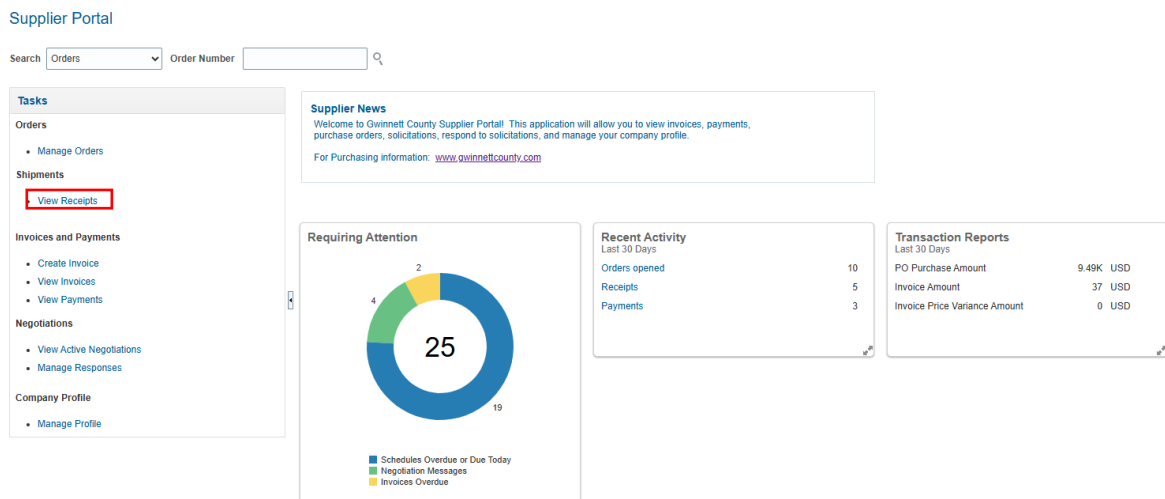 Supplier Portal
Search Orders Order Number
Tasks
Orders
Manage Orders
Shipments
View Receipts
Invoices and Payments
Create Invoice
View Invoices
View Payments
Negotiations
View Active Negotiations
Manage Responses
Company Profile
Manage Profile
Supplier News
Welcome to Gwinnett County Supplier Portal! This application will allow you to view invoices, payments,
purchase orders, solicitations, respond to solicitations, and manage your company profile.
For Purchasing information: www.gwinnettcounty.com
Requiring Attention
2
4
25
19
Schedules Overdue or Due Today
Negotiation Messages
Invoices Overdue
Recent Activity
Last 30 Days
Orders opened 10
Receipts 5
Payments 3
Transaction Reports
Last 30 Days
PO Purchase Amount 9.49K USD
Invoice Amount 37 USD
Invoice Price Variance Amount 0 USD